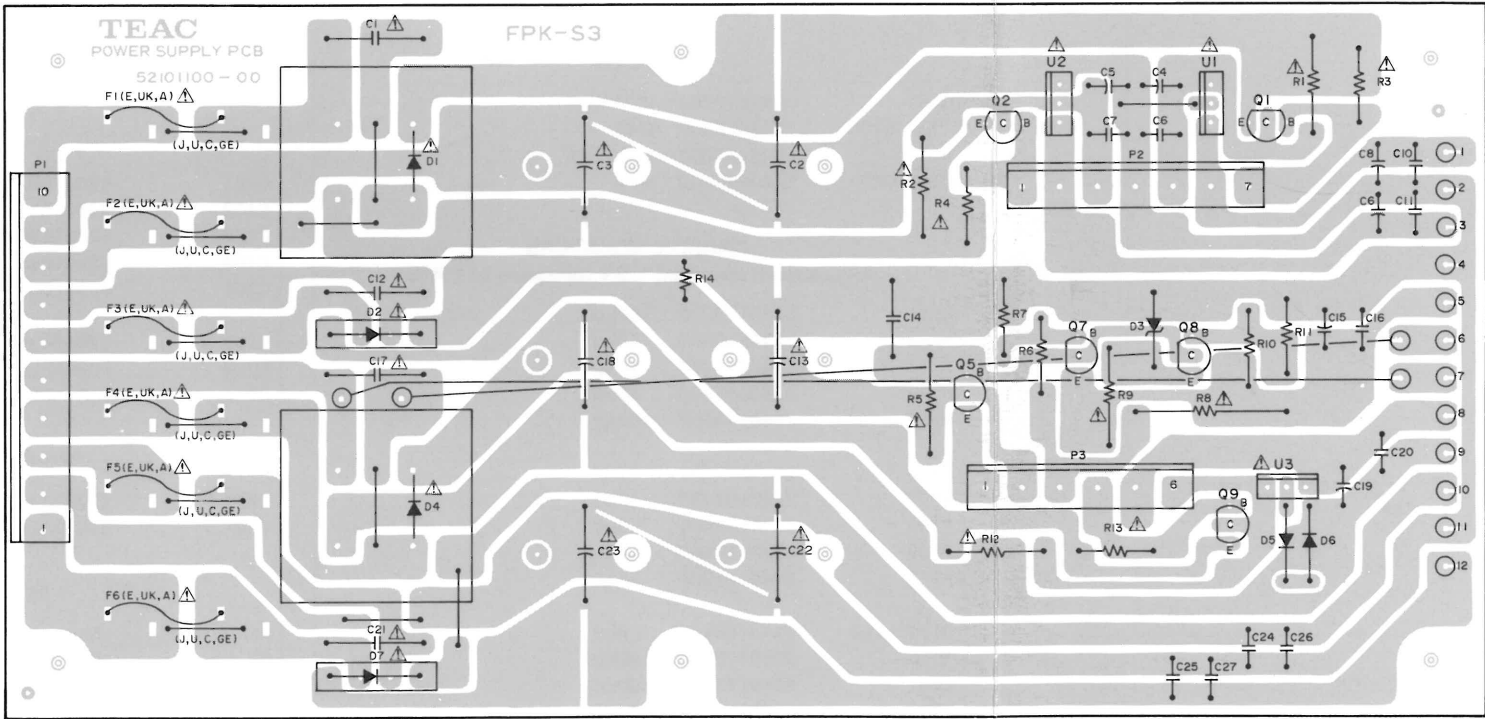 TEAC
POWER SUPPLY PCB
52101100-00
FPK-S3
C1
F1(E,UK,A)
(J,U,C,GE)
D1
C3
C2
U2
C5
C4
U1
R1
R3
Q2
E C B
C7
C6
Q1
E C B
P1
10
P2
1
7
R2
R4
C8
C10
1
2
C6
C11
3
F2(E,UK,A)
(J,U,C,GE)
4
C12
R14
F3(E,UK,A)
D2
(J,U,C,GE)
C14
R7
R6
Q7
B
C
E
D3
Q8
B
C
E
R10
R11
C15
C16
5
6
C17
C18
C13
Q5
B
C
E
R5
R9
R8
7
F4(E,UK,A)
(J,U,C,GE)
8
P3
1
6
U3
C20
9
F5(E,UK,A)
(J,U,C,GE)
D4
C19
10
1
C23
C22
R12
R13
Q9
B
C
E
D5
D6
11
12
F6(E,UK,A)
(J,U,C,GE)
C21
D7
C24
C26
C25
C27